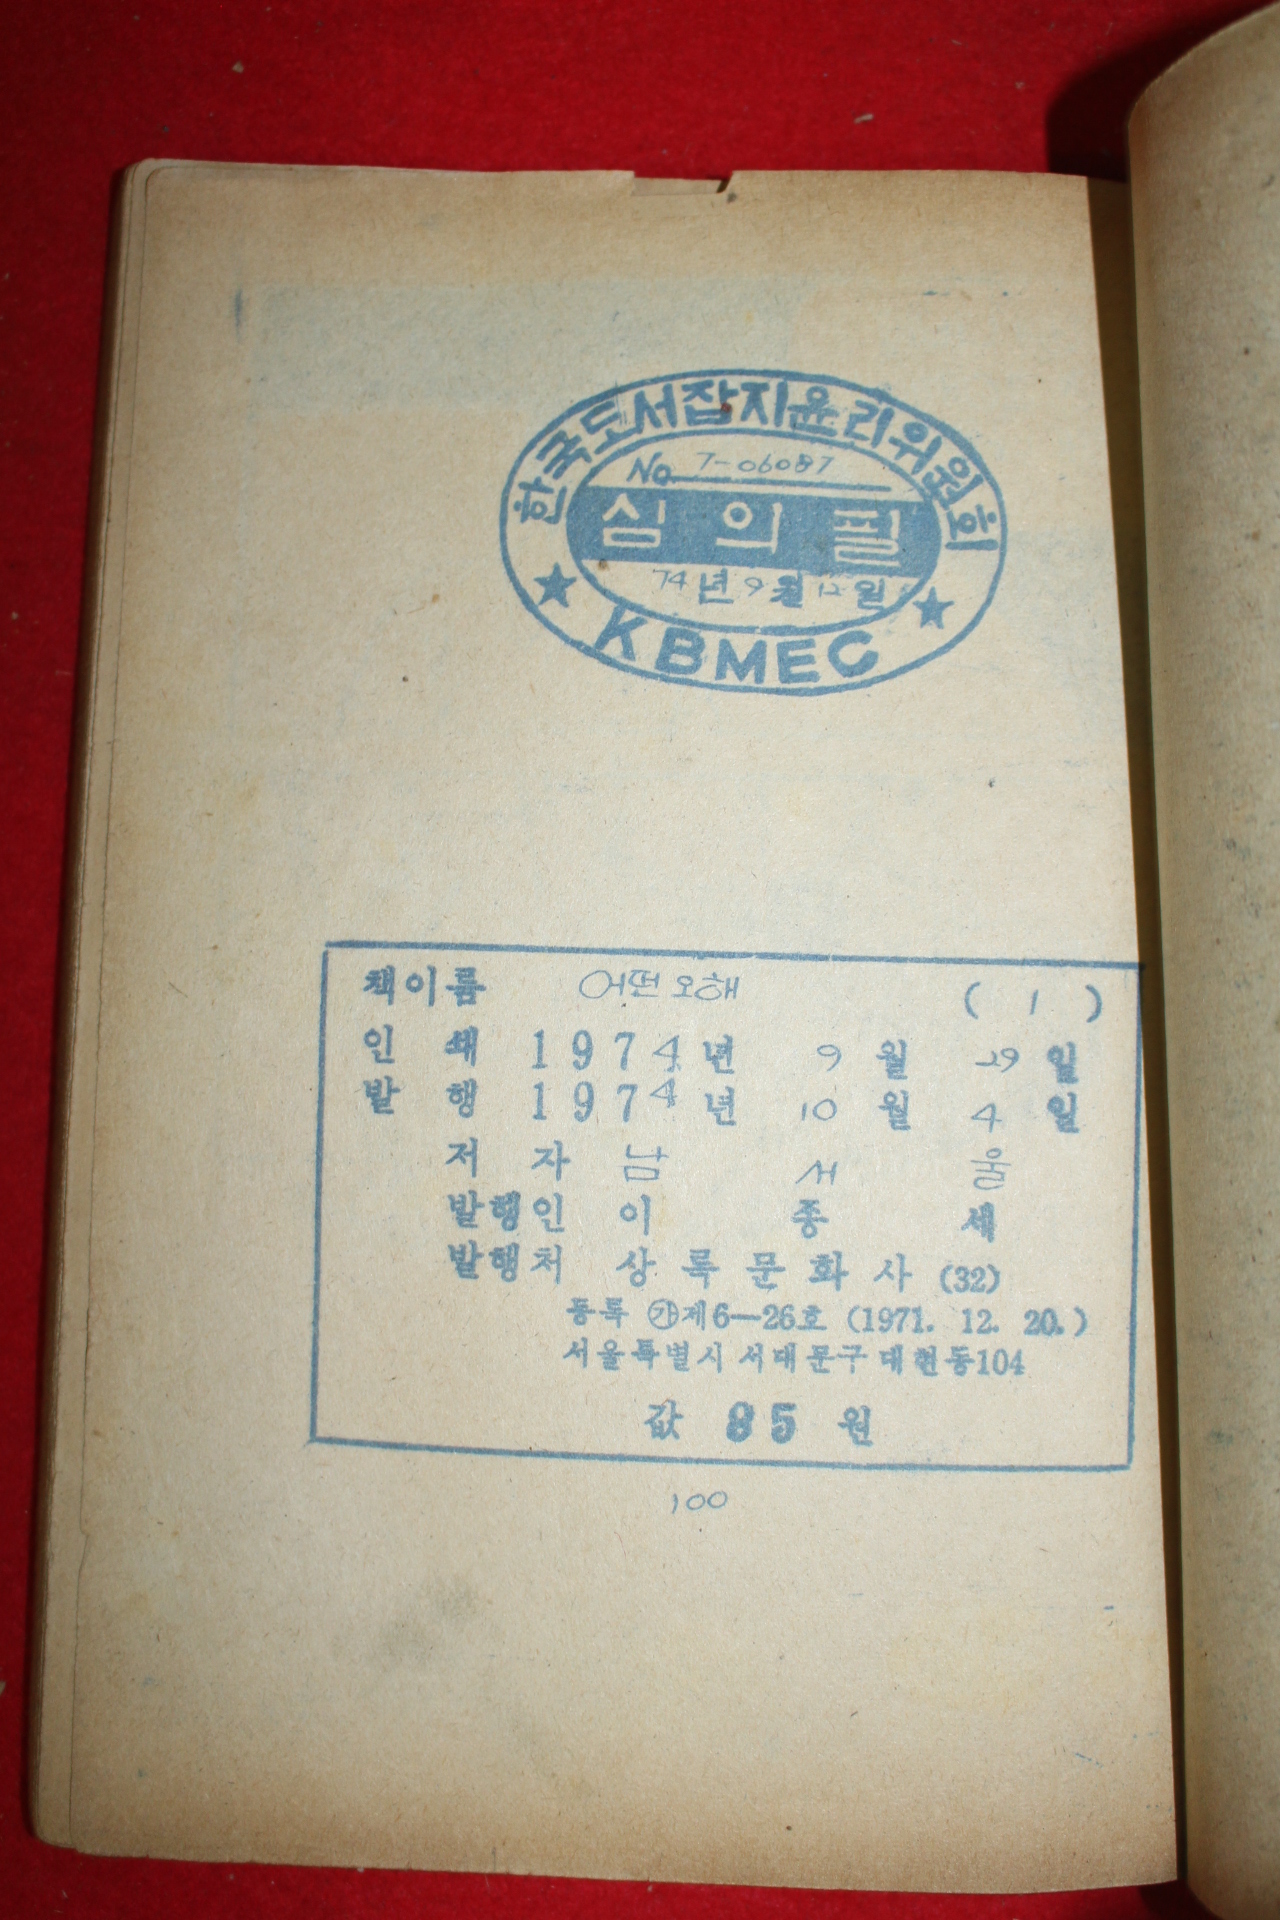 한국도서잡지윤리위원회
No 7-06087
심의필
74년 9월 12일
★ KBMEC ★
책이름 어떤 오해 ( 1 )
인 쇄 1974년 9 월 29 일
발 행 1974년 10 월 4 일
저 자 남 서 울
발행인 이 종 세
발행처 상록문화사 (32)
등록 ㉮제6—26호 (1971. 12. 20.)
서울특별시 서대문구 대현동104
값 85 원
100